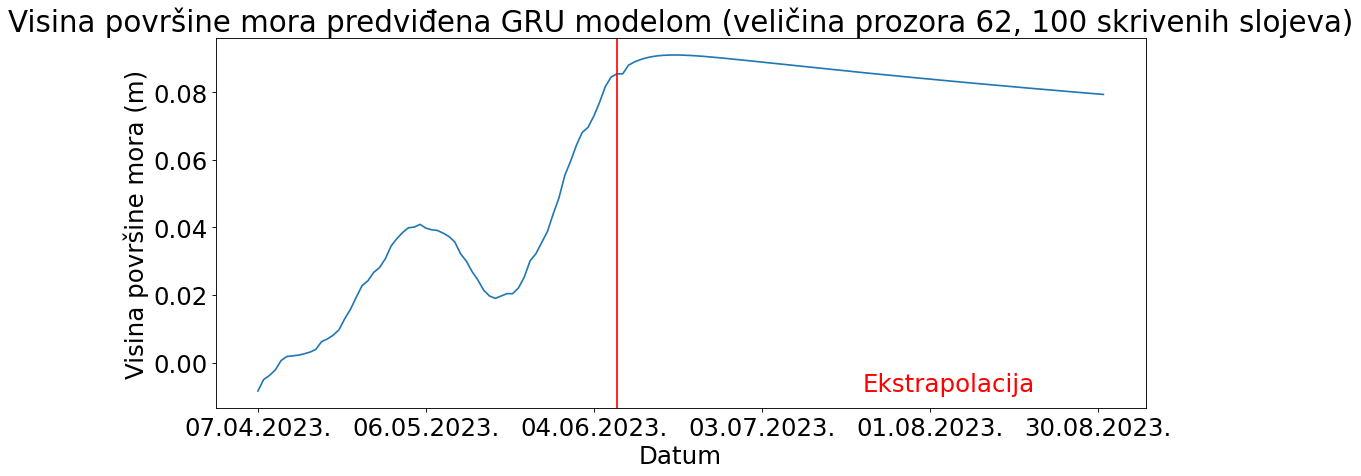 Visina površine mora predviđena GRU modelom (veličina prozora 62, 100 skrivenih slojeva)
Visina površine mora (m)
0.08
0.06
0.04
0.02
0.00
Ekstrapolacija
07.04.2023. 06.05.2023. 04.06.2023. 03.07.2023. 01.08.2023. 30.08.2023.
Datum